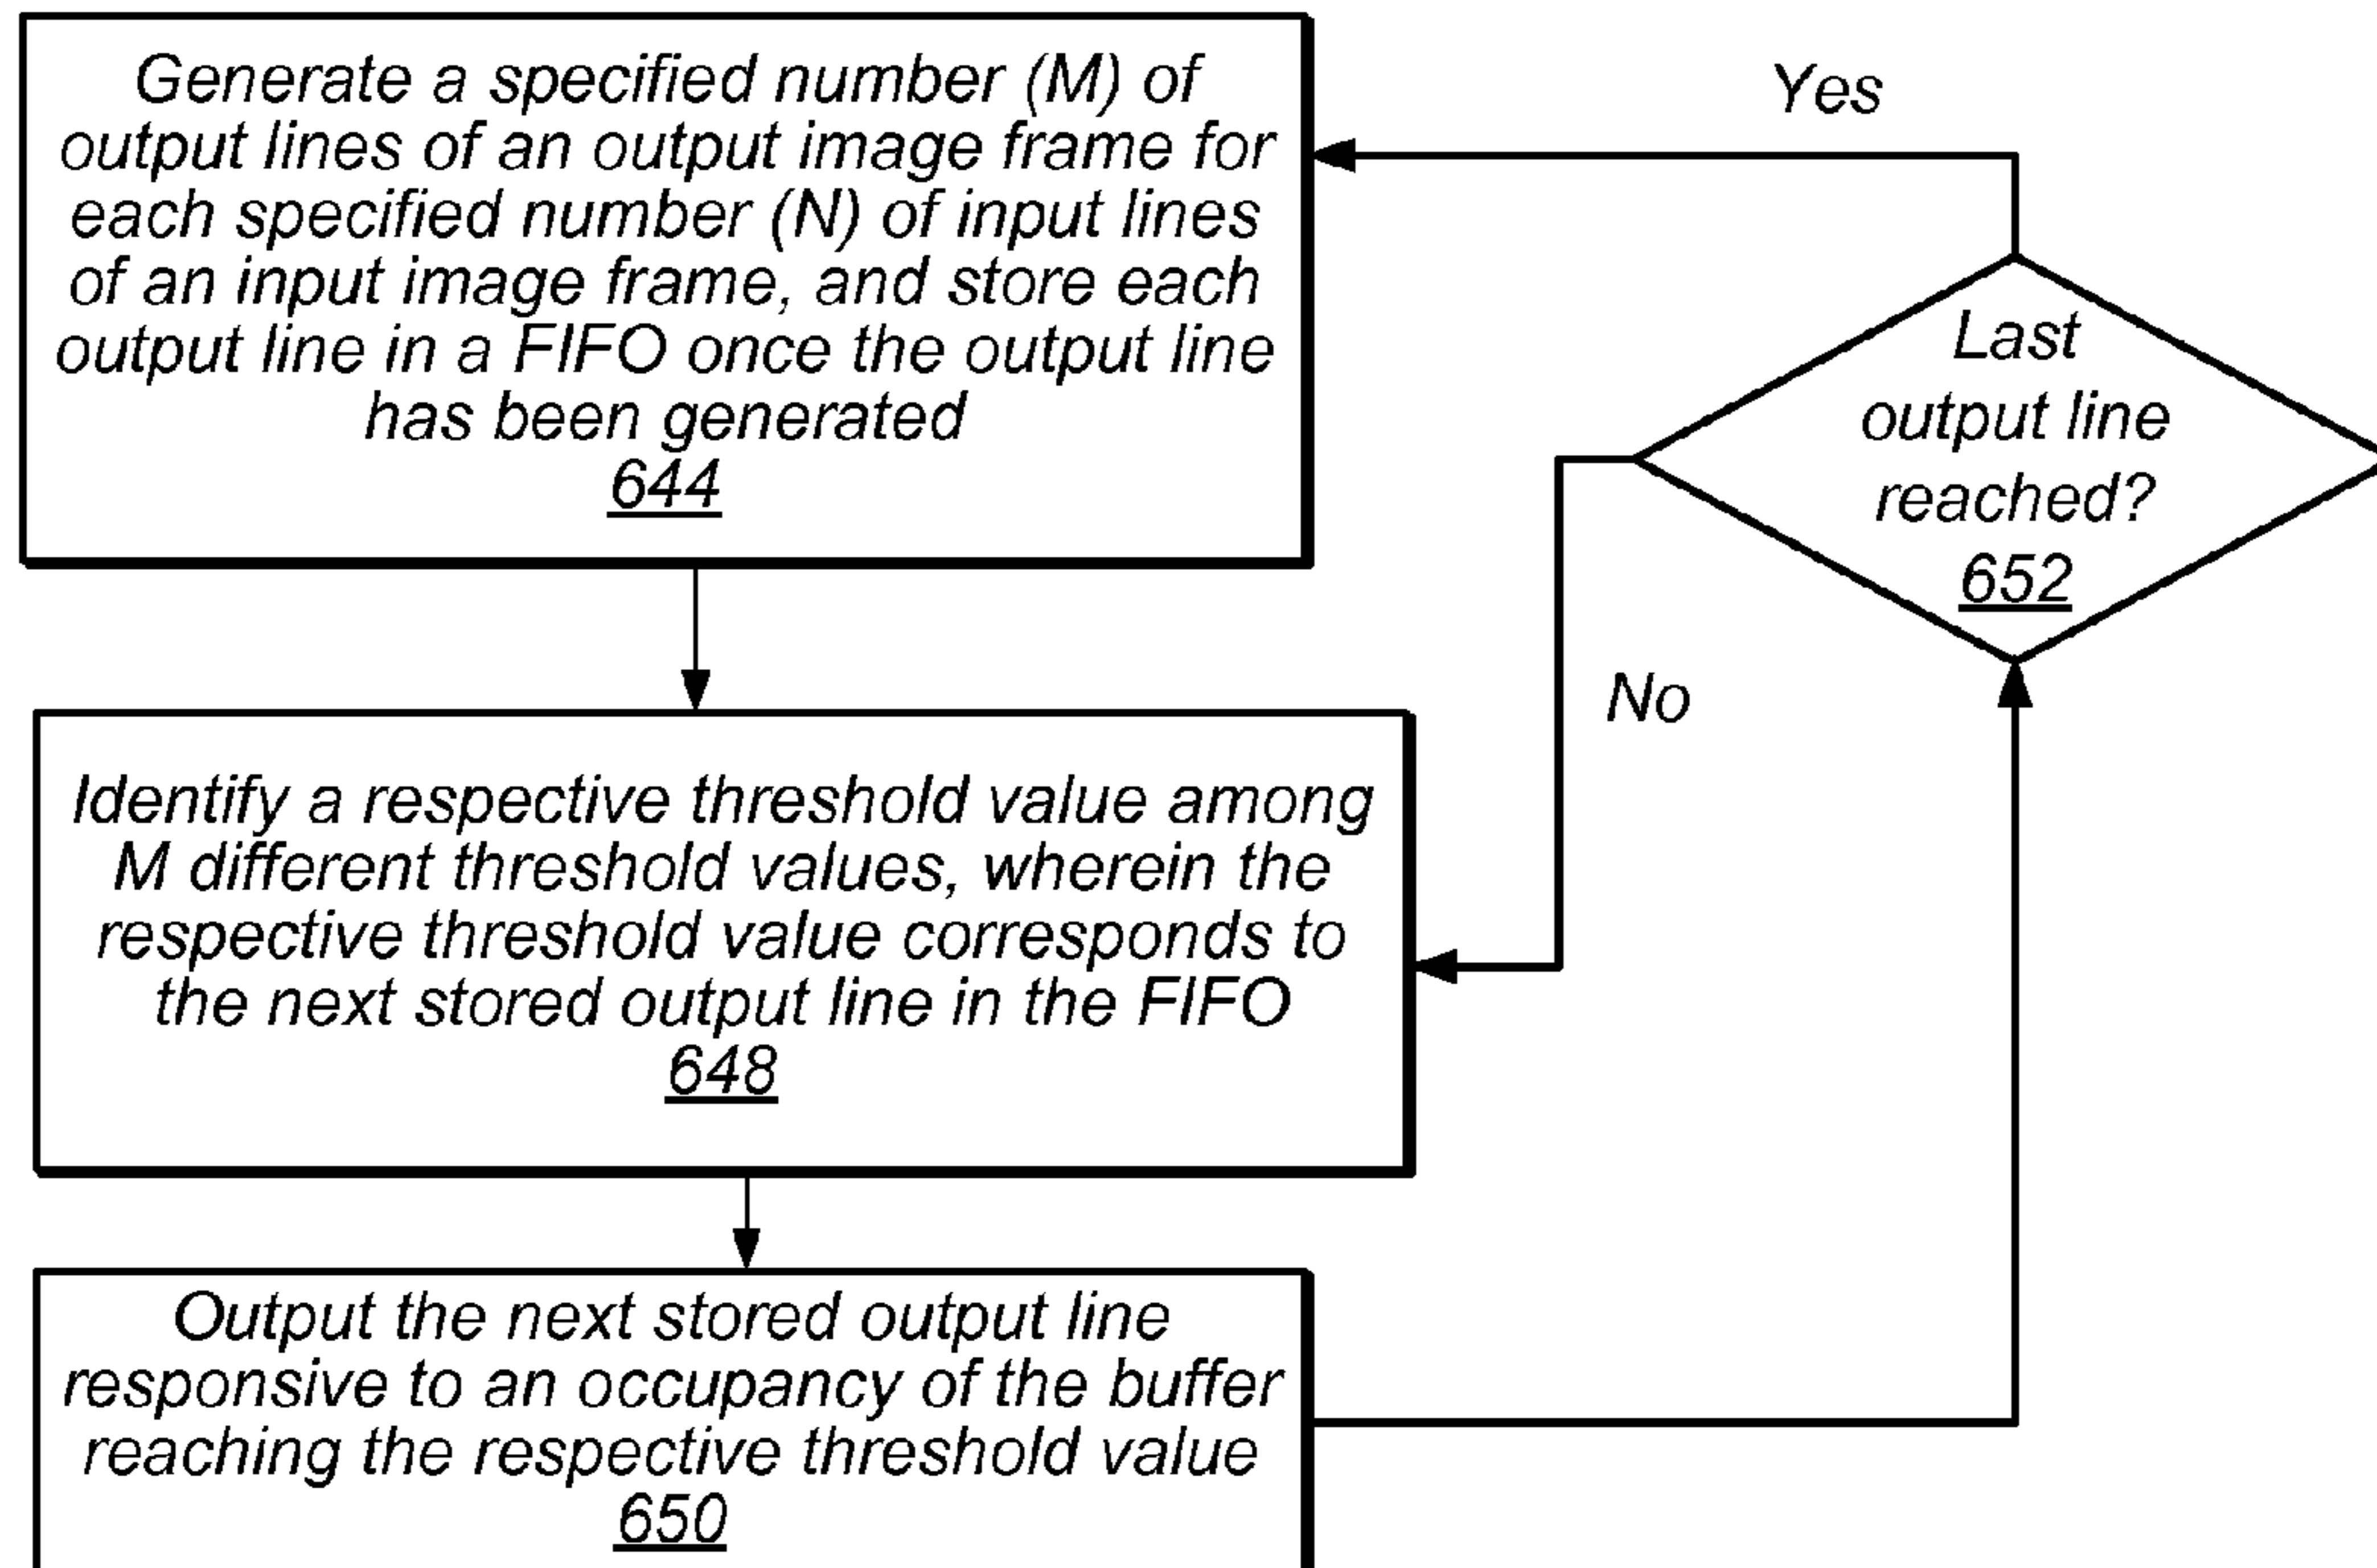 Generate a specified number (M) of
output lines of an output image frame for
each specified number (N) of input lines
of an input image frame, and store each
output line in a FIFO once the output line
has been generated
644
Yes
Last
output line
reached?
652
No
Identify a respective threshold value among
M different threshold values, wherein the
respective threshold value corresponds to
the next stored output line in the FIFO
648
Output the next stored output line
responsive to an occupancy of the buffer
reaching the respective threshold value
650